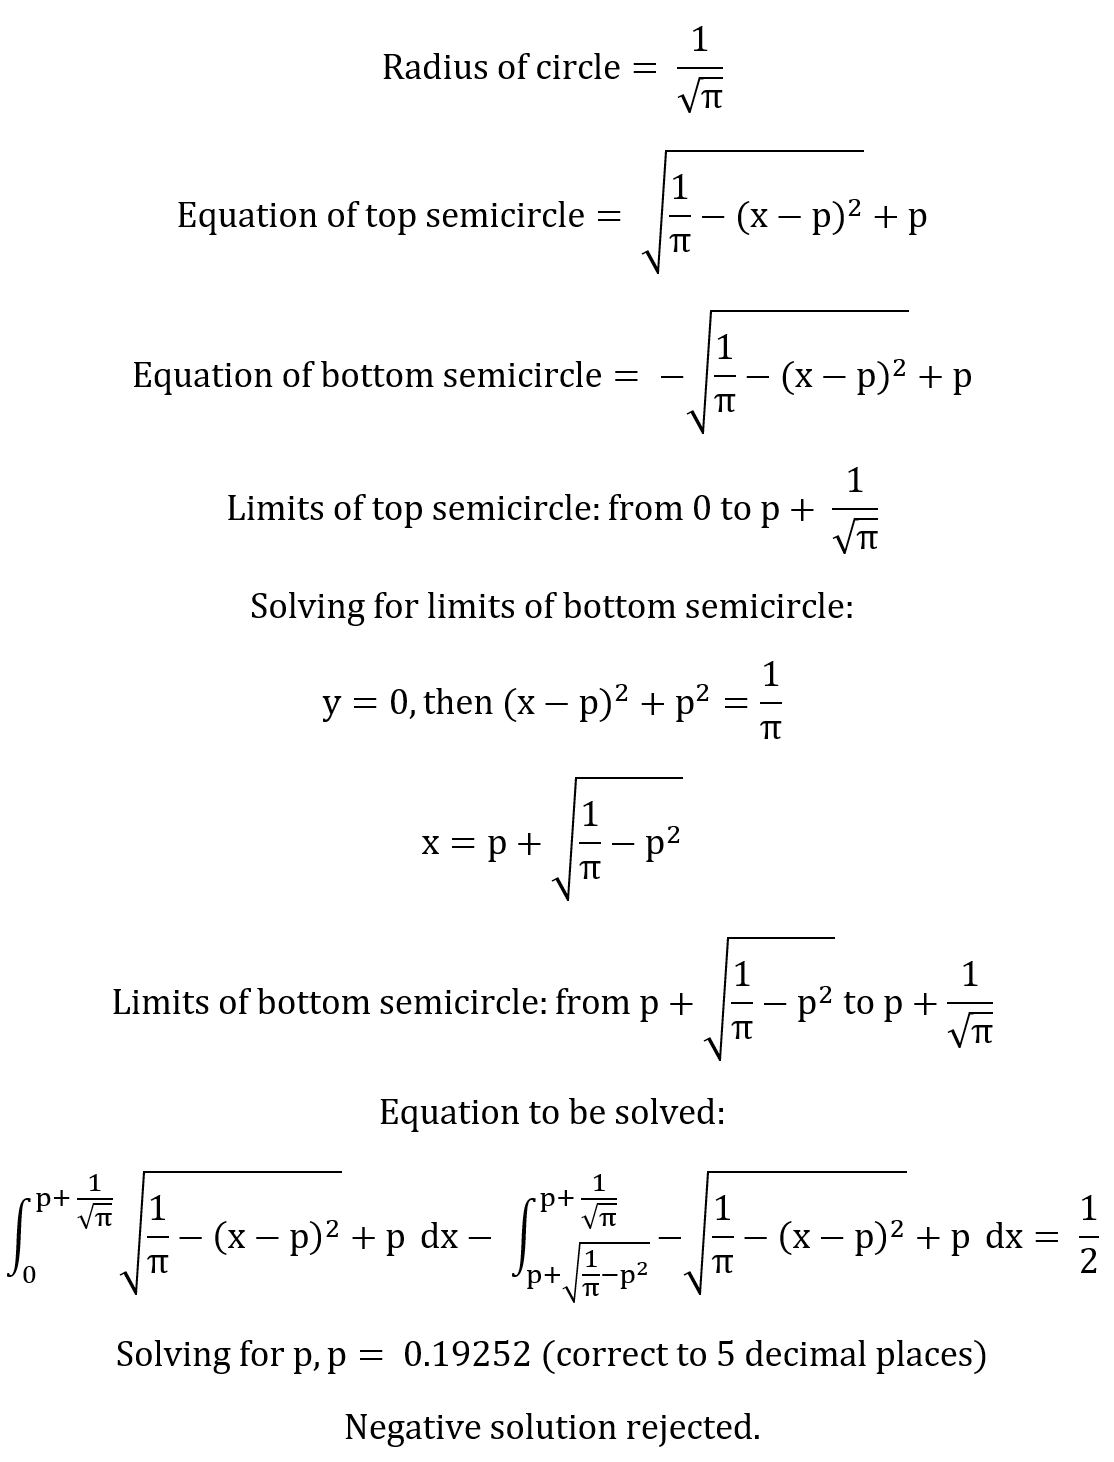 Radius of circle = 1/√π
Equation of top semicircle = √(1/π − (x − p)²) + p
Equation of bottom semicircle = −√(1/π − (x − p)²) + p
Limits of top semicircle: from 0 to p + 1/√π
Solving for limits of bottom semicircle:
y = 0, then (x − p)² + p² = 1/π
x = p + √(1/π − p²)
Limits of bottom semicircle: from p + √(1/π − p²) to p + 1/√π
Equation to be solved:
∫₀^(p+1/√π) √(1/π − (x − p)²) + p dx − ∫_(p+√(1/π−p²))^(p+1/√π) −√(1/π − (x − p)²) + p dx = 1/2
Solving for p, p = 0.19252 (correct to 5 decimal places)
Negative solution rejected.